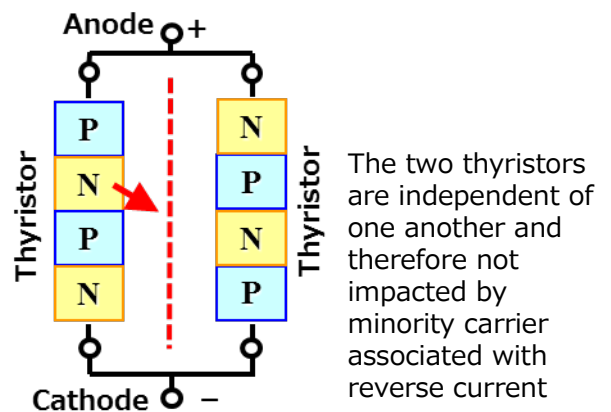 Anode +
Thyristor
P
N
P
N
N
P
N
P
Thyristor
The two thyristors
are independent of
one another and
therefore not
impacted by
minority carrier
associated with
reverse current
Cathode −